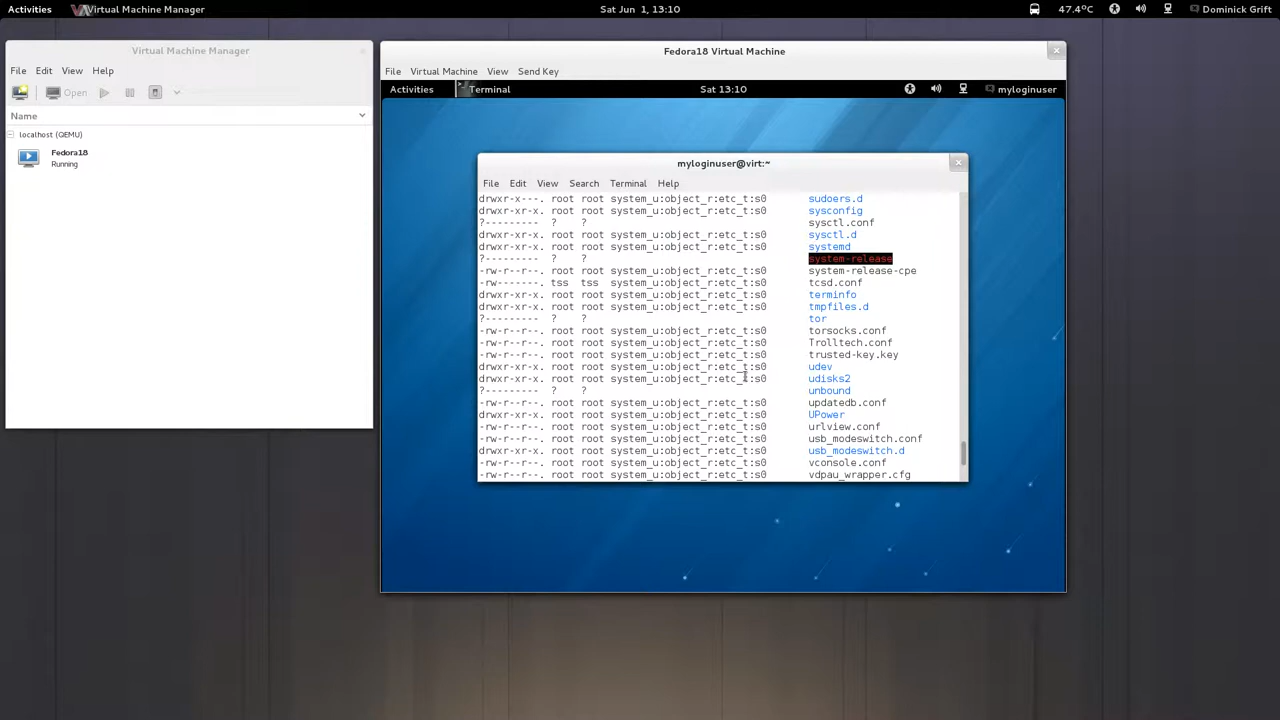 Activities Virtual Machine Manager Sat Jun 1, 13:10 47.4°C Dominick Grift
Virtual Machine Manager
File Edit View Help
Open
Name
localhost (QEMU)
Fedora18
Running
Fedora18 Virtual Machine
File Virtual Machine View Send Key
Activities Terminal Sat 13:10 myloginuser
myloginuser@virt:~
File Edit View Search Terminal Help
drwxr-x---. root root system_u:object_r:etc_t:s0 sudoers.d
drwxr-xr-x. root root system_u:object_r:etc_t:s0 sysconfig
?--------- ? ? sysctl.conf
drwxr-xr-x. root root system_u:object_r:etc_t:s0 sysctl.d
drwxr-xr-x. root root system_u:object_r:etc_t:s0 systemd
?--------- ? ? system-release
-rw-r--r--. root root system_u:object_r:etc_t:s0 system-release-cpe
-rw-------. tss tss system_u:object_r:etc_t:s0 tcsd.conf
drwxr-xr-x. root root system_u:object_r:etc_t:s0 terminfo
drwxr-xr-x. root root system_u:object_r:etc_t:s0 tmpfiles.d
?--------- ? ? tor
-rw-r--r--. root root system_u:object_r:etc_t:s0 torsocks.conf
-rw-r--r--. root root system_u:object_r:etc_t:s0 Trolltech.conf
-rw-r--r--. root root system_u:object_r:etc_t:s0 trusted-key.key
drwxr-xr-x. root root system_u:object_r:etc_t:s0 udev
drwxr-xr-x. root root system_u:object_r:etc_t:s0 udisks2
?--------- ? ? unbound
-rw-r--r--. root root system_u:object_r:etc_t:s0 updatedb.conf
drwxr-xr-x. root root system_u:object_r:etc_t:s0 UPower
-rw-r--r--. root root system_u:object_r:etc_t:s0 urlview.conf
-rw-r--r--. root root system_u:object_r:etc_t:s0 usb_modeswitch.conf
drwxr-xr-x. root root system_u:object_r:etc_t:s0 usb_modeswitch.d
-rw-r--r--. root root system_u:object_r:etc_t:s0 vconsole.conf
-rw-r--r--. root root system_u:object_r:etc_t:s0 vdpau_wrapper.cfg